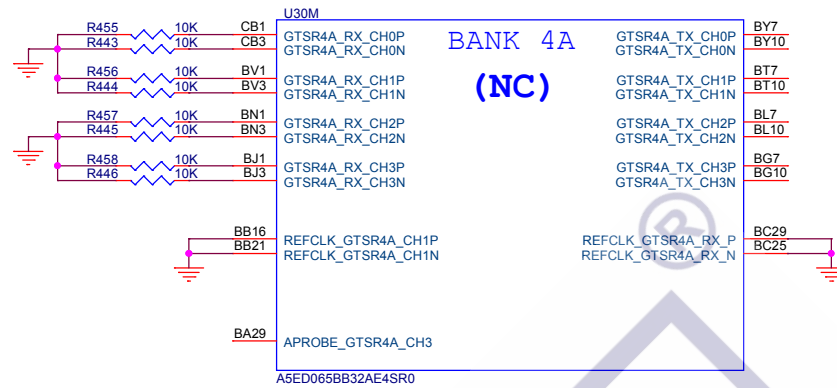 U30M
BANK 4A
(NC)
R455 10K CB1 GTSR4A_RX_CH0P GTSR4A_TX_CH0P BY7
R443 10K CB3 GTSR4A_RX_CH0N GTSR4A_TX_CH0N BY10
R456 10K BV1 GTSR4A_RX_CH1P GTSR4A_TX_CH1P BT7
R444 10K BV3 GTSR4A_RX_CH1N GTSR4A_TX_CH1N BT10
R457 10K BN1 GTSR4A_RX_CH2P GTSR4A_TX_CH2P BL7
R445 10K BN3 GTSR4A_RX_CH2N GTSR4A_TX_CH2N BL10
R458 10K BJ1 GTSR4A_RX_CH3P GTSR4A_TX_CH3P BG7
R446 10K BJ3 GTSR4A_RX_CH3N GTSR4A_TX_CH3N BG10
BB16 REFCLK_GTSR4A_CH1P REFCLK_GTSR4A_RX_P BC29
BB21 REFCLK_GTSR4A_CH1N REFCLK_GTSR4A_RX_N BC25
BA29 APROBE_GTSR4A_CH3
A5ED065BB32AE4SR0
®